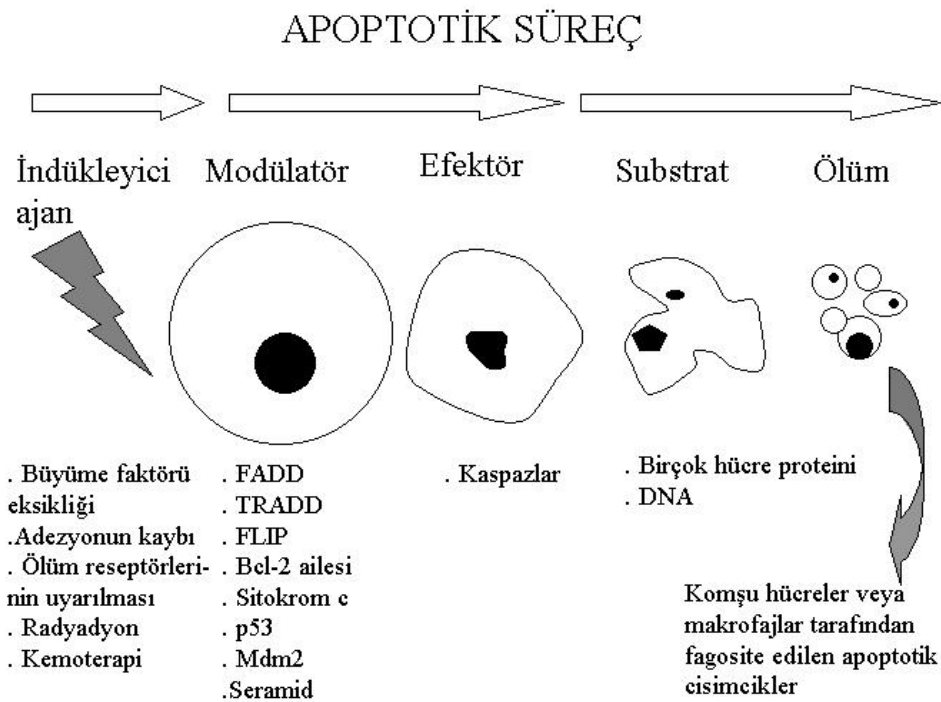 APOPTOTİK SÜREÇ
İndükleyici
ajan
Modülatör
Efektör
Substrat
Ölüm
. Büyüme faktörü
eksikliği
.Adezyonun kaybı
. Ölüm reseptörleri-
nin uyarılması
. Radyadyon
. Kemoterapi
. FADD
. TRADD
. FLIP
. Bcl-2 ailesi
. Sitokrom c
. p53
. Mdm2
.Seramid
. Kaspazlar
. Birçok hücre proteini
. DNA
Komşu hücreler veya
makrofajlar tarafından
fagosite edilen apoptotik
cisimcikler